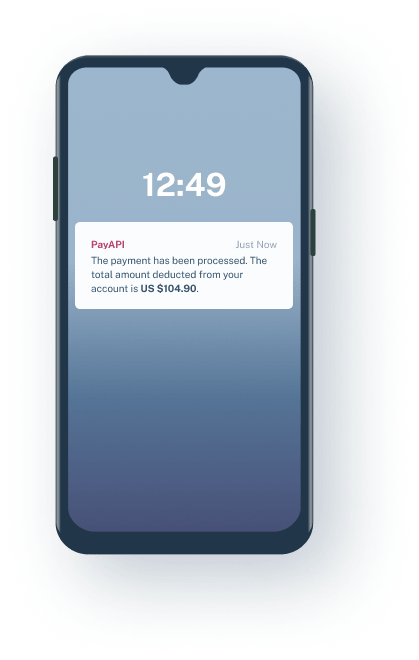 12:49
PayAPI Just Now
The payment has been processed. The
total amount deducted from your
account is US $104.90.